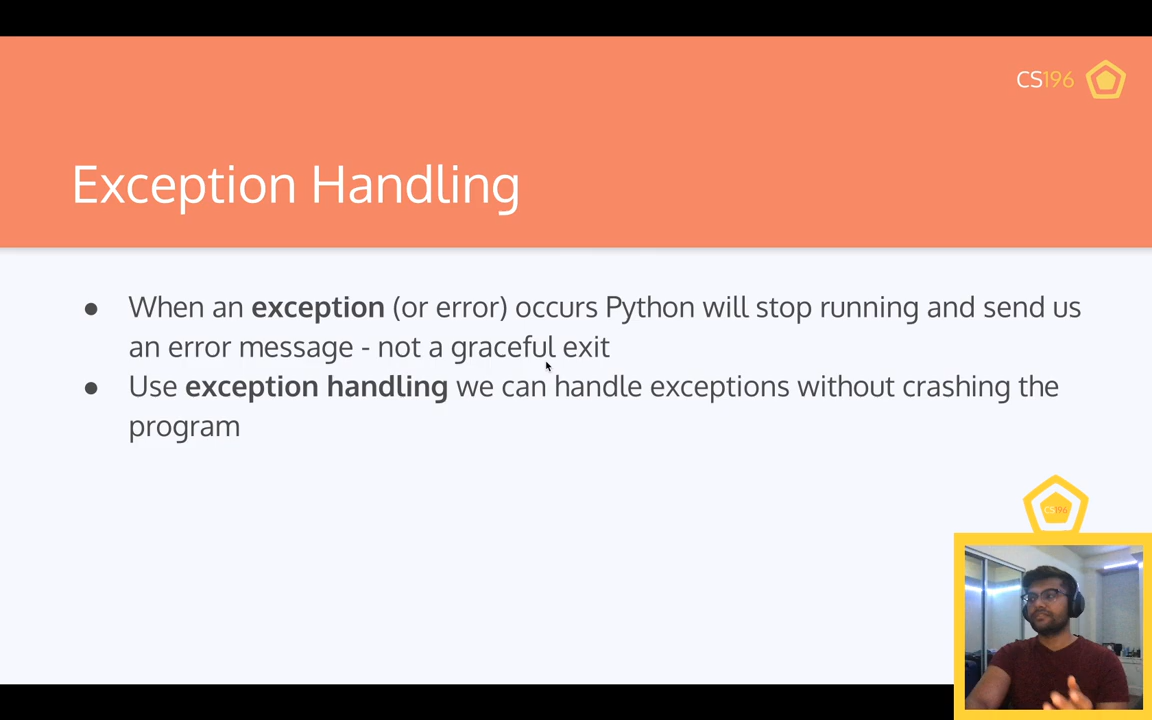 CS196
Exception Handling
● When an exception (or error) occurs Python will stop running and send us
an error message - not a graceful exit
● Use exception handling we can handle exceptions without crashing the
program
CS196